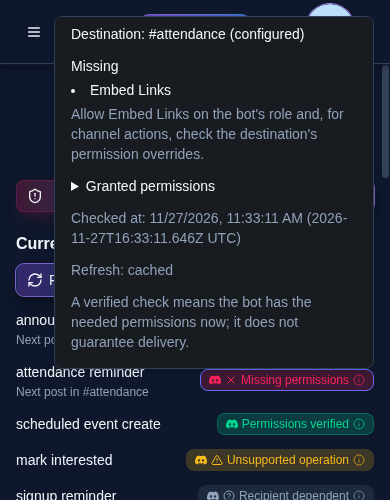 Destination: #attendance (configured)
Missing
• Embed Links
Allow Embed Links on the bot's role and, for
channel actions, check the destination's
permission overrides.
Granted permissions
Checked at: 11/27/2026, 11:33:11 AM (2026-
11-27T16:33:11.646Z UTC)
Refresh: cached
A verified check means the bot has the
needed permissions now; it does not
guarantee delivery.
attendance reminder
Missing permissions
Next post in #attendance
scheduled event create
Permissions verified
mark interested
Unsupported operation
signup reminder
Recipient dependent